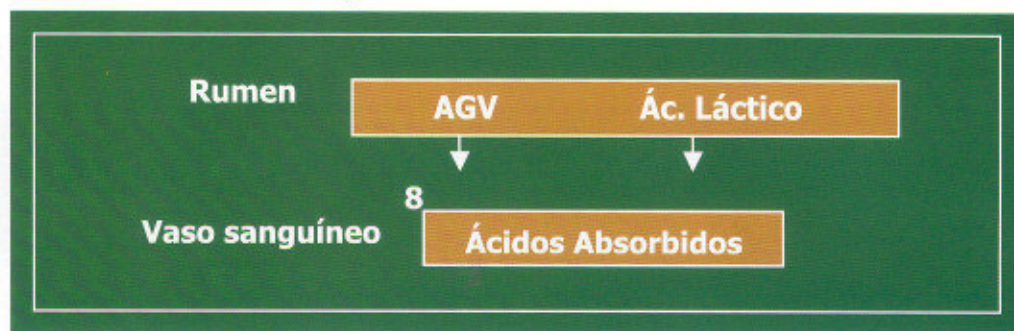 Rumen
AGV Ác. Láctico
8
Vaso sanguíneo
Ácidos Absorbidos